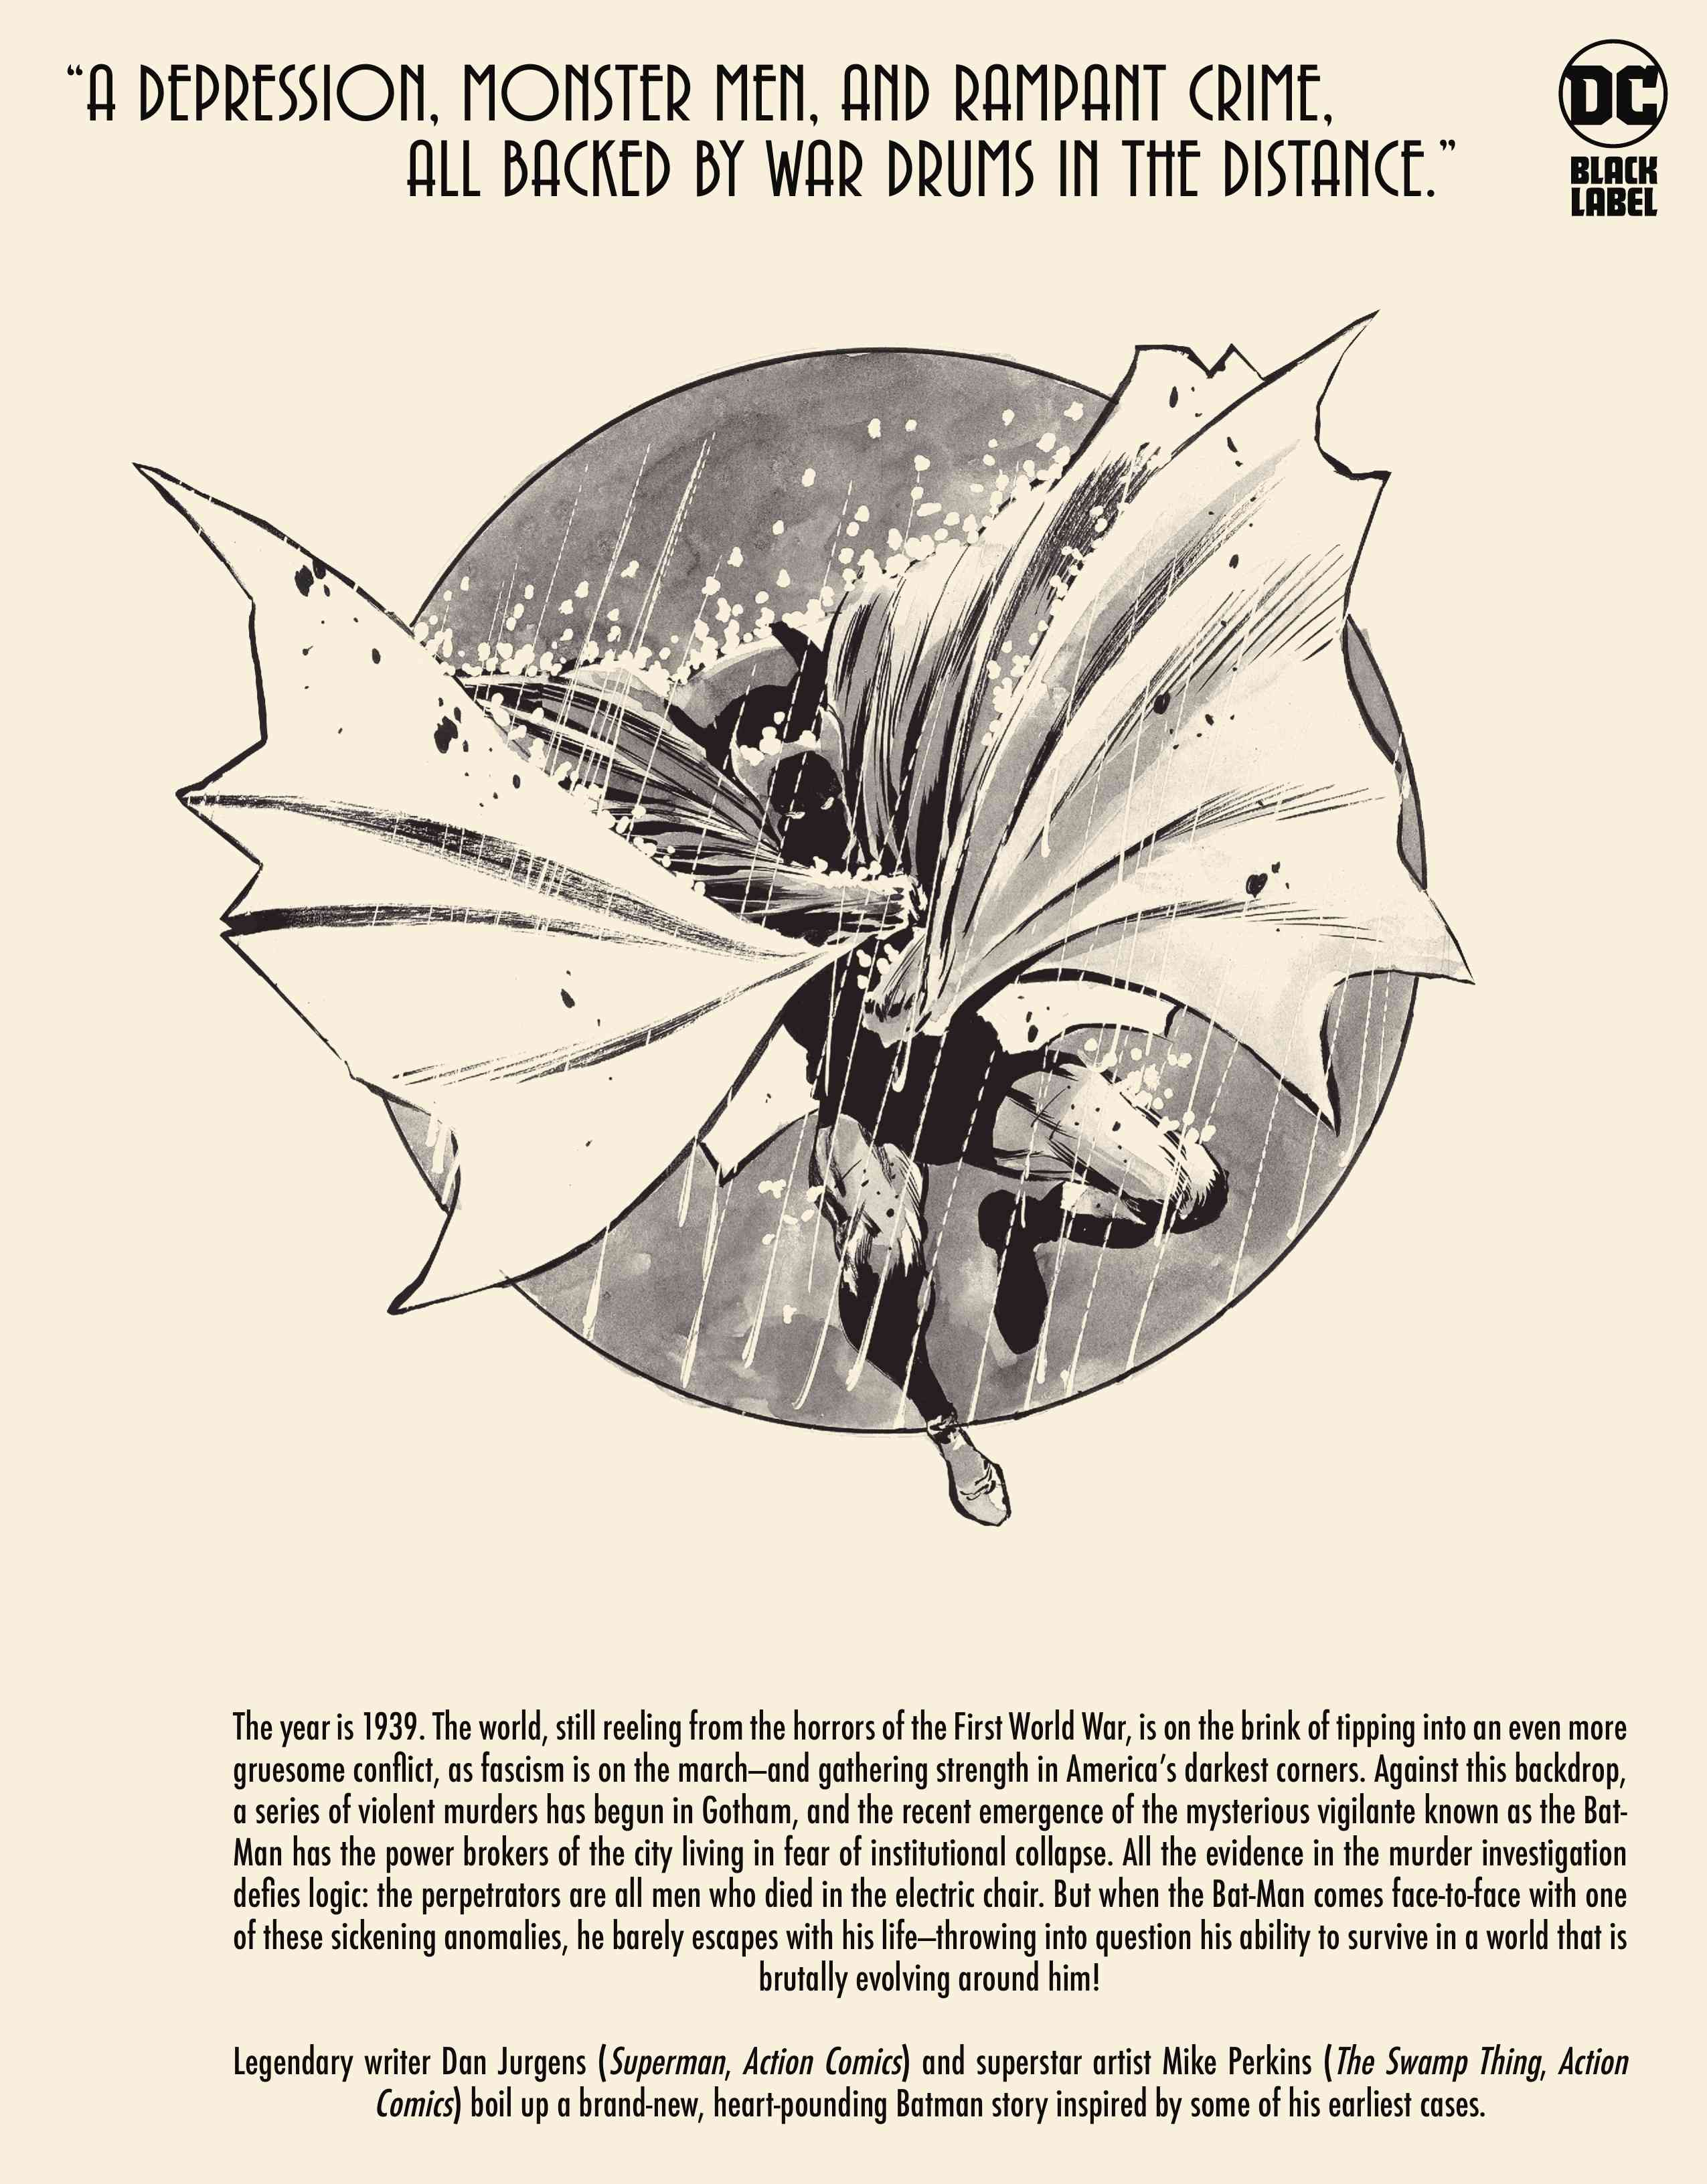 “A DEPRESSION, MONSTER MEN, AND RAMPANT CRIME,
ALL BACKED BY WAR DRUMS IN THE DISTANCE.”
DC
BLACK
LABEL
The year is 1939. The world, still reeling from the horrors of the First World War, is on the brink of tipping into an even more
gruesome conflict, as fascism is on the march—and gathering strength in America’s darkest corners. Against this backdrop,
a series of violent murders has begun in Gotham, and the recent emergence of the mysterious vigilante known as the Bat-
Man has the power brokers of the city living in fear of institutional collapse. All the evidence in the murder investigation
defies logic: the perpetrators are all men who died in the electric chair. But when the Bat-Man comes face-to-face with one
of these sickening anomalies, he barely escapes with his life—throwing into question his ability to survive in a world that is
brutally evolving around him!
Legendary writer Dan Jurgens (Superman, Action Comics) and superstar artist Mike Perkins (The Swamp Thing, Action
Comics) boil up a brand-new, heart-pounding Batman story inspired by some of his earliest cases.